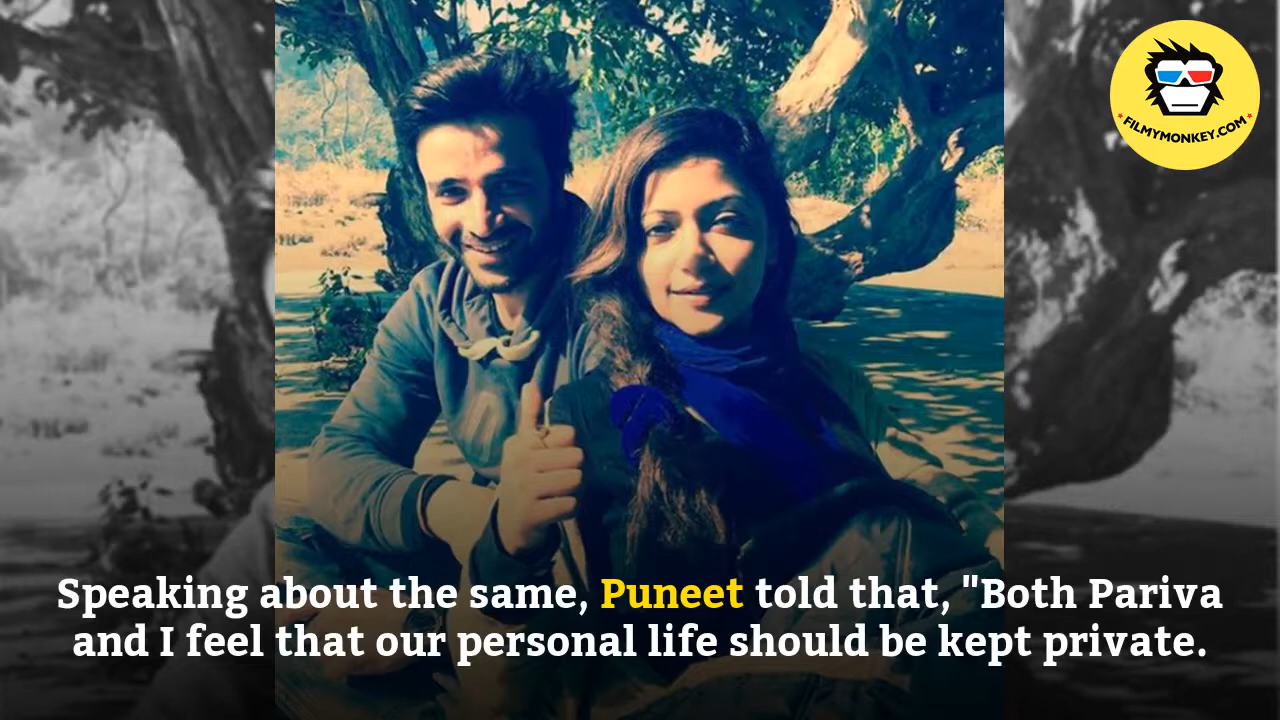 FILMYMONKEY.COM
Speaking about the same, Puneet told that, "Both Pariva
and I feel that our personal life should be kept private.